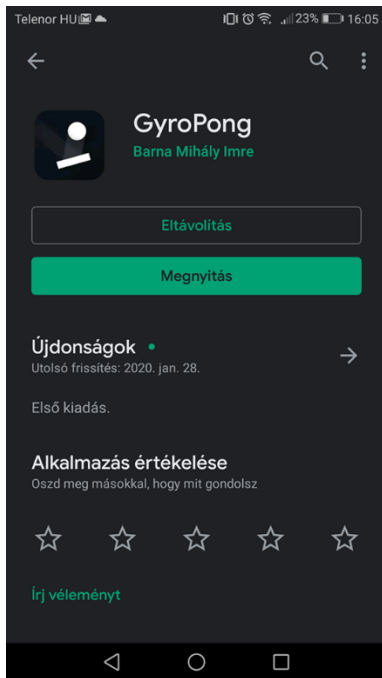 Telenor HU 23% 16:05
GyroPong
Barna Mihály Imre
Eltávolítás
Megnyitás
Újdonságok •
Utolsó frissítés: 2020. jan. 28.
Első kiadás.
Alkalmazás értékelése
Oszd meg másokkal, hogy mit gondolsz
Írj véleményt